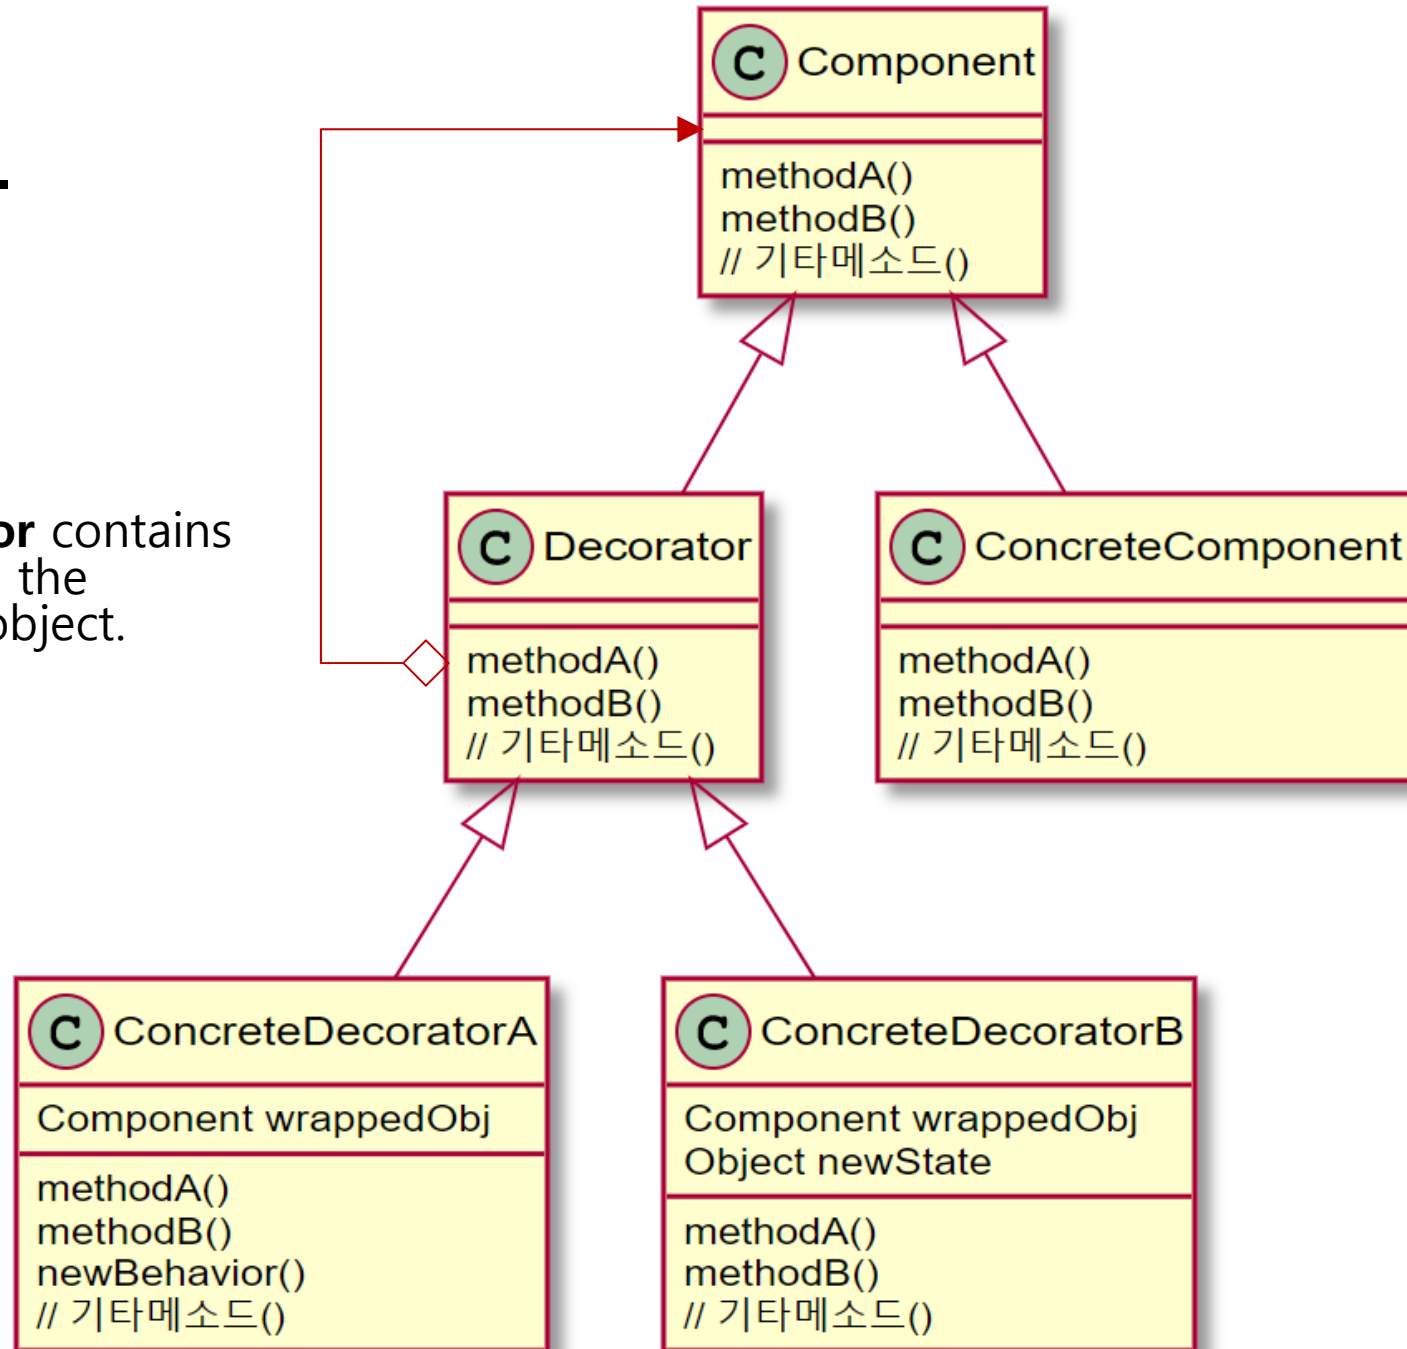 C Component
methodA()
methodB()
// 기타메소드()
or contains
the
object.
C Decorator
methodA()
methodB()
// 기타메소드()
C ConcreteComponent
methodA()
methodB()
// 기타메소드()
C ConcreteDecoratorA
Component wrappedObj
methodA()
methodB()
newBehavior()
// 기타메소드()
C ConcreteDecoratorB
Component wrappedObj
Object newState
methodA()
methodB()
// 기타메소드()